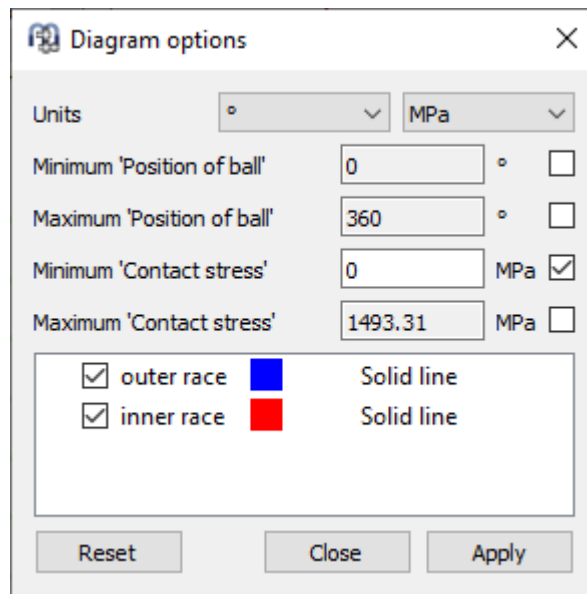 Diagram options
Units ° MPa
Minimum 'Position of ball' 0 °
Maximum 'Position of ball' 360 °
Minimum 'Contact stress' 0 MPa
Maximum 'Contact stress' 1493.31 MPa
outer race Solid line
inner race Solid line
Reset Close Apply